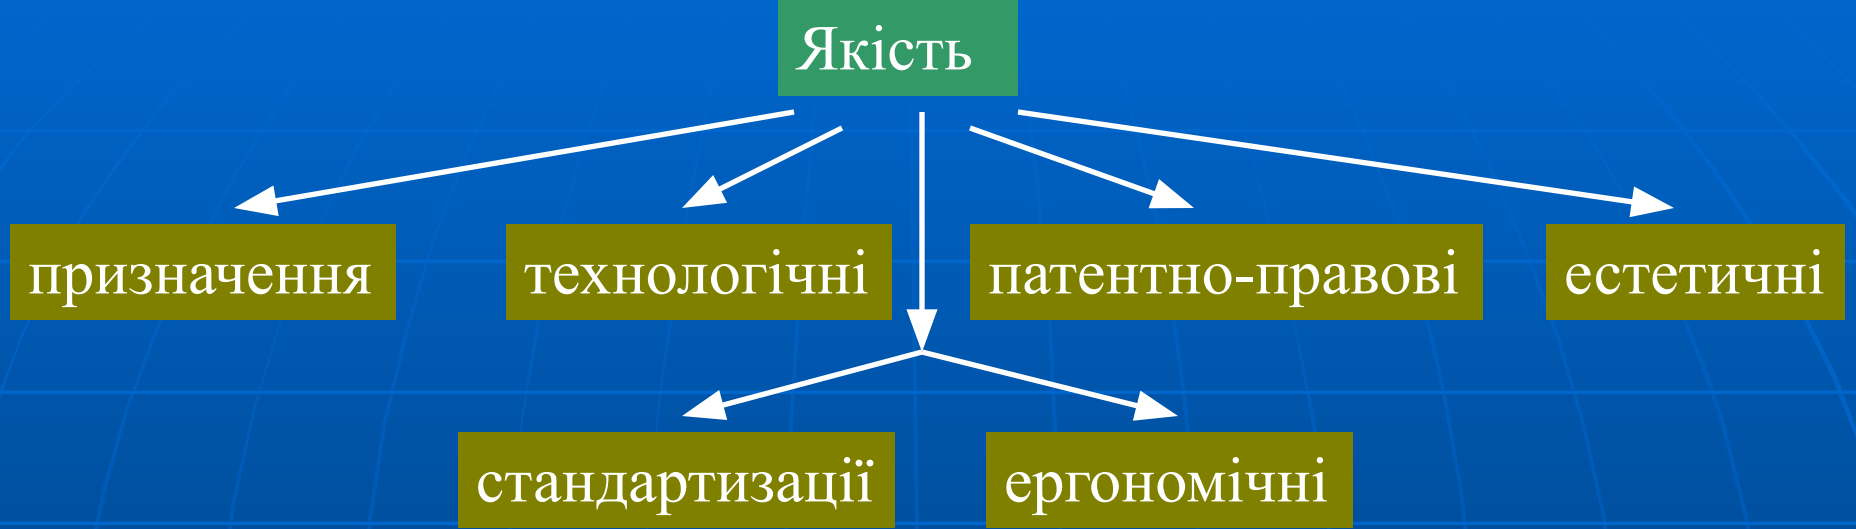 Якість
призначення
технологічні
патентно-правові
естетичні
стандартизації
ергономічні